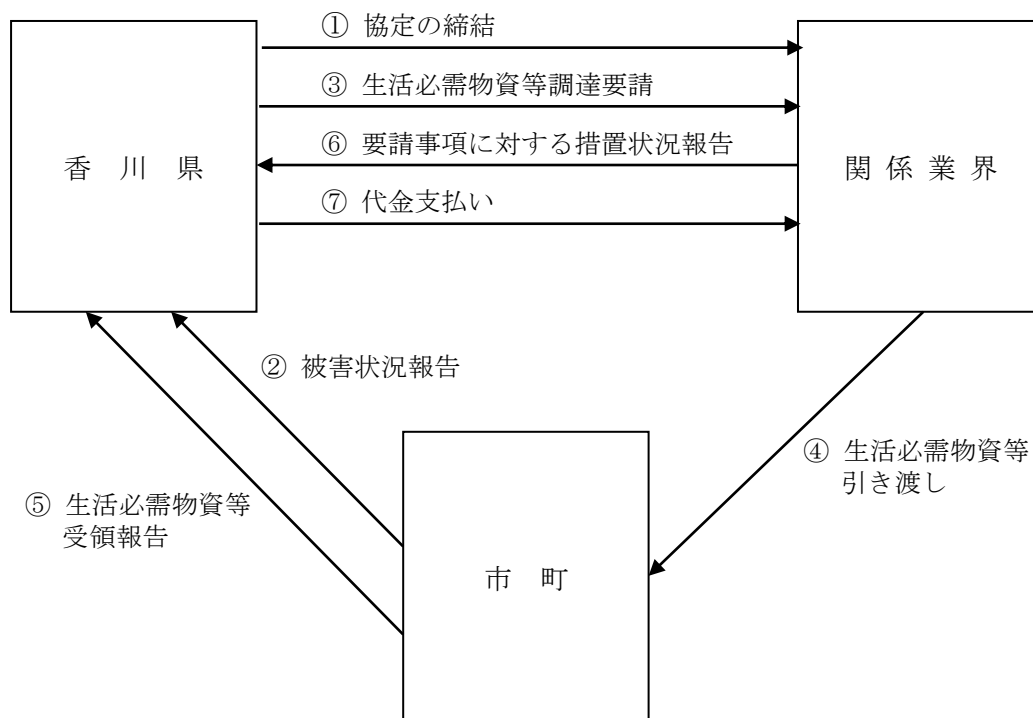 ① 協定の締結
③ 生活必需物資等調達要請
⑥ 要請事項に対する措置状況報告
⑦ 代金支払い
香 川 県
関 係 業 界
② 被害状況報告
④ 生活必需物資等
引き渡し
⑤ 生活必需物資等
受領報告
市 町